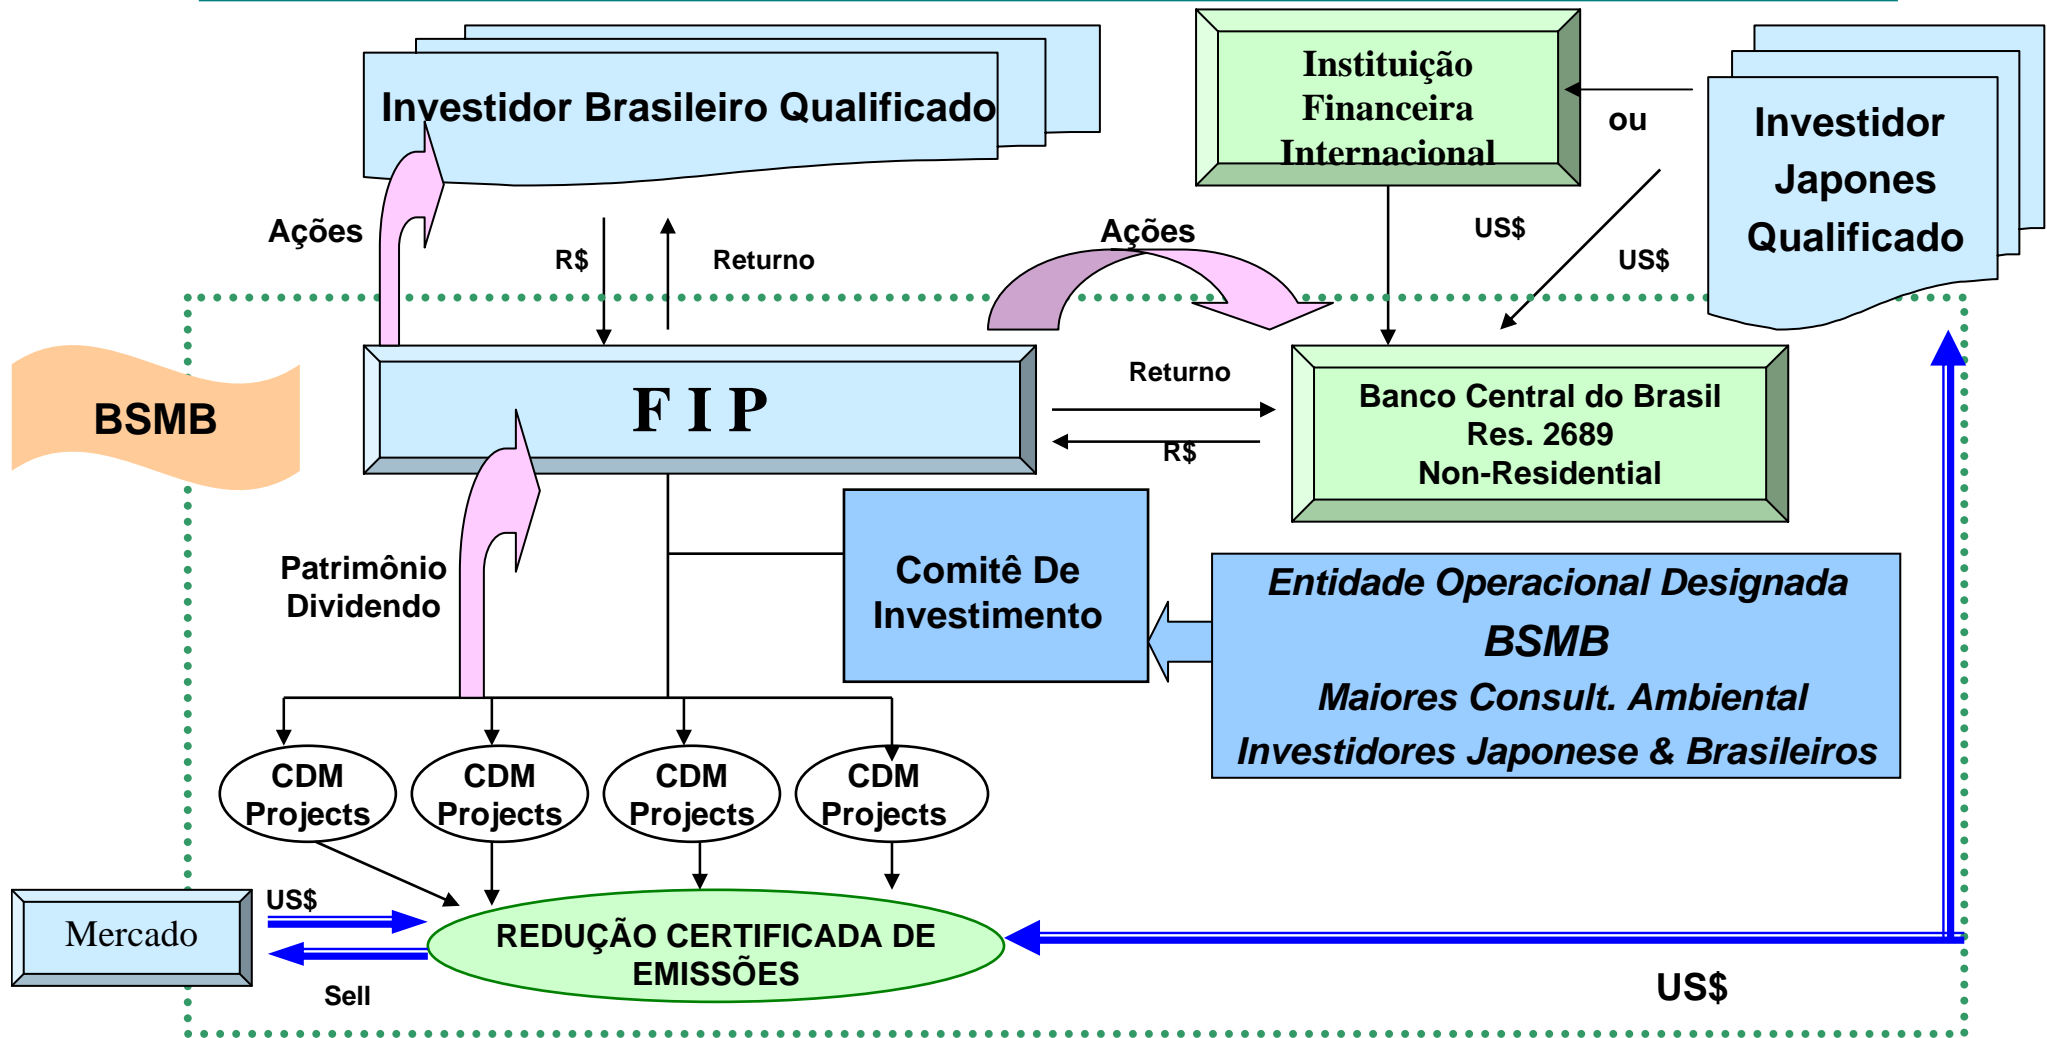 Investidor Brasileiro Qualificado
Instituição
Financeira
Internacional
ou
Investidor
Japones
Qualificado
Ações
R$
Returno
Ações
US$
US$
BSMB
F I P
Returno
R$
Banco Central do Brasil
Res. 2689
Non-Residential
Patrimônio
Dividendo
Comitê De
Investimento
Entidade Operacional Designada
BSMB
Maiores Consult. Ambiental
Investidores Japonese & Brasileiros
CDM
Projects
CDM
Projects
CDM
Projects
CDM
Projects
Mercado
US$
Sell
REDUÇÃO CERTIFICADA DE
EMISSÕES
US$